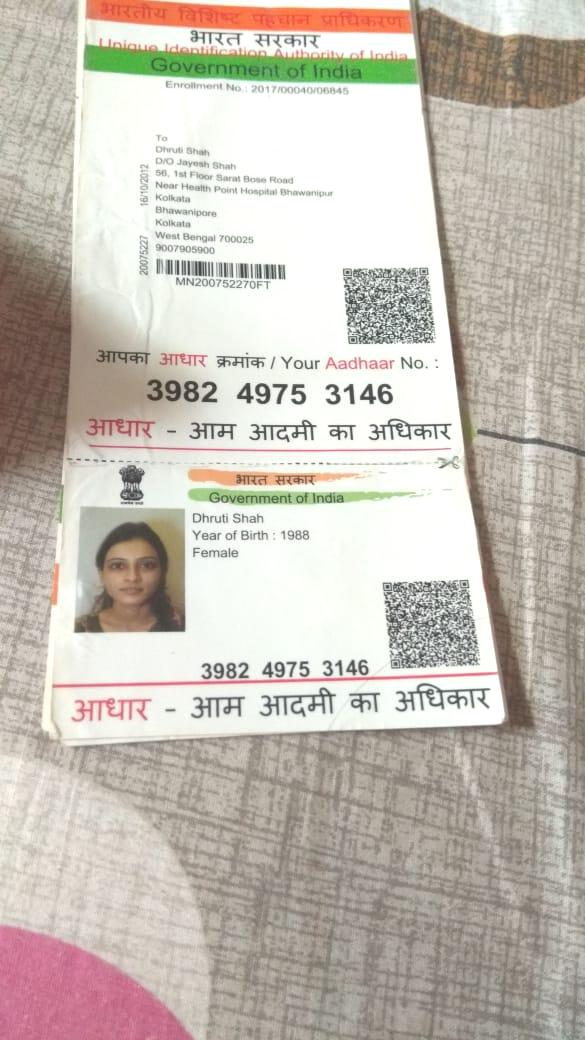 भारतीय विशिष्ट पहचान प्राधिकरण
भारत सरकार
Unique Identification Authority of India
Government of India
Enrollment No.: 2017/00040/06845
To
Dhruti Shah
D/O Jayesh Shah
56, 1st Floor Sarat Bose Road
Near Health Point Hospital Bhawanipur
Kolkata
Bhawanipore
Kolkata
West Bengal 700025
9007905900
20075227 16/10/2012
MN200752270FT
आपका आधार क्रमांक / Your Aadhaar No. :
3982 4975 3146
आधार - आम आदमी का अधिकार
भारत सरकार
Government of India
Dhruti Shah
Year of Birth : 1988
Female
3982 4975 3146
आधार - आम आदमी का अधिकार